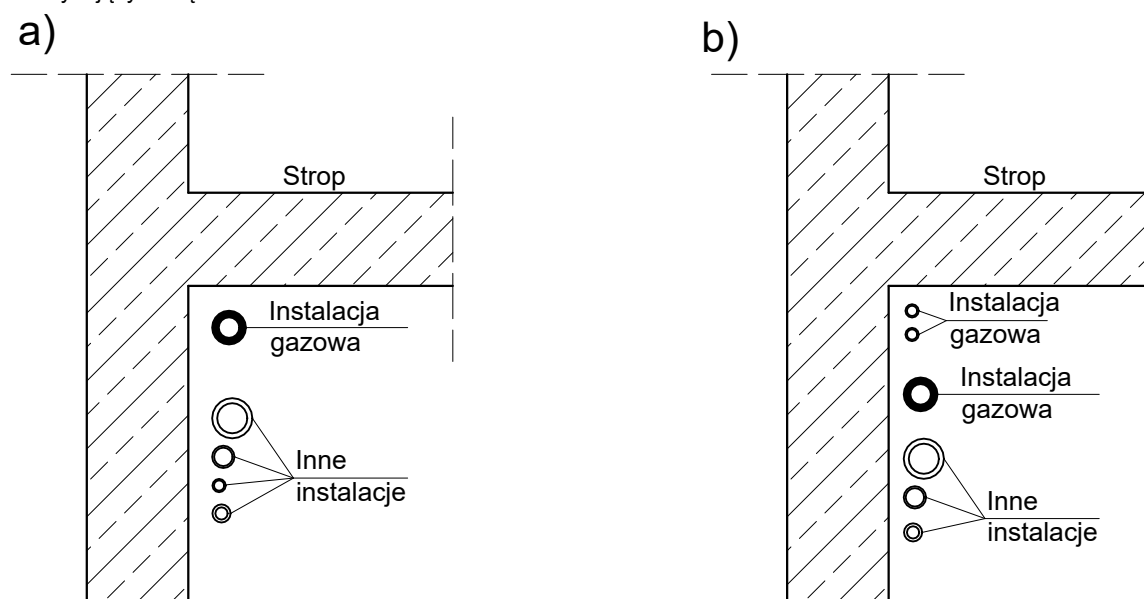 a)
Strop
Instalacja
gazowa
Inne
instalacje
b)
Strop
Instalacja
gazowa
Instalacja
gazowa
Inne
instalacje